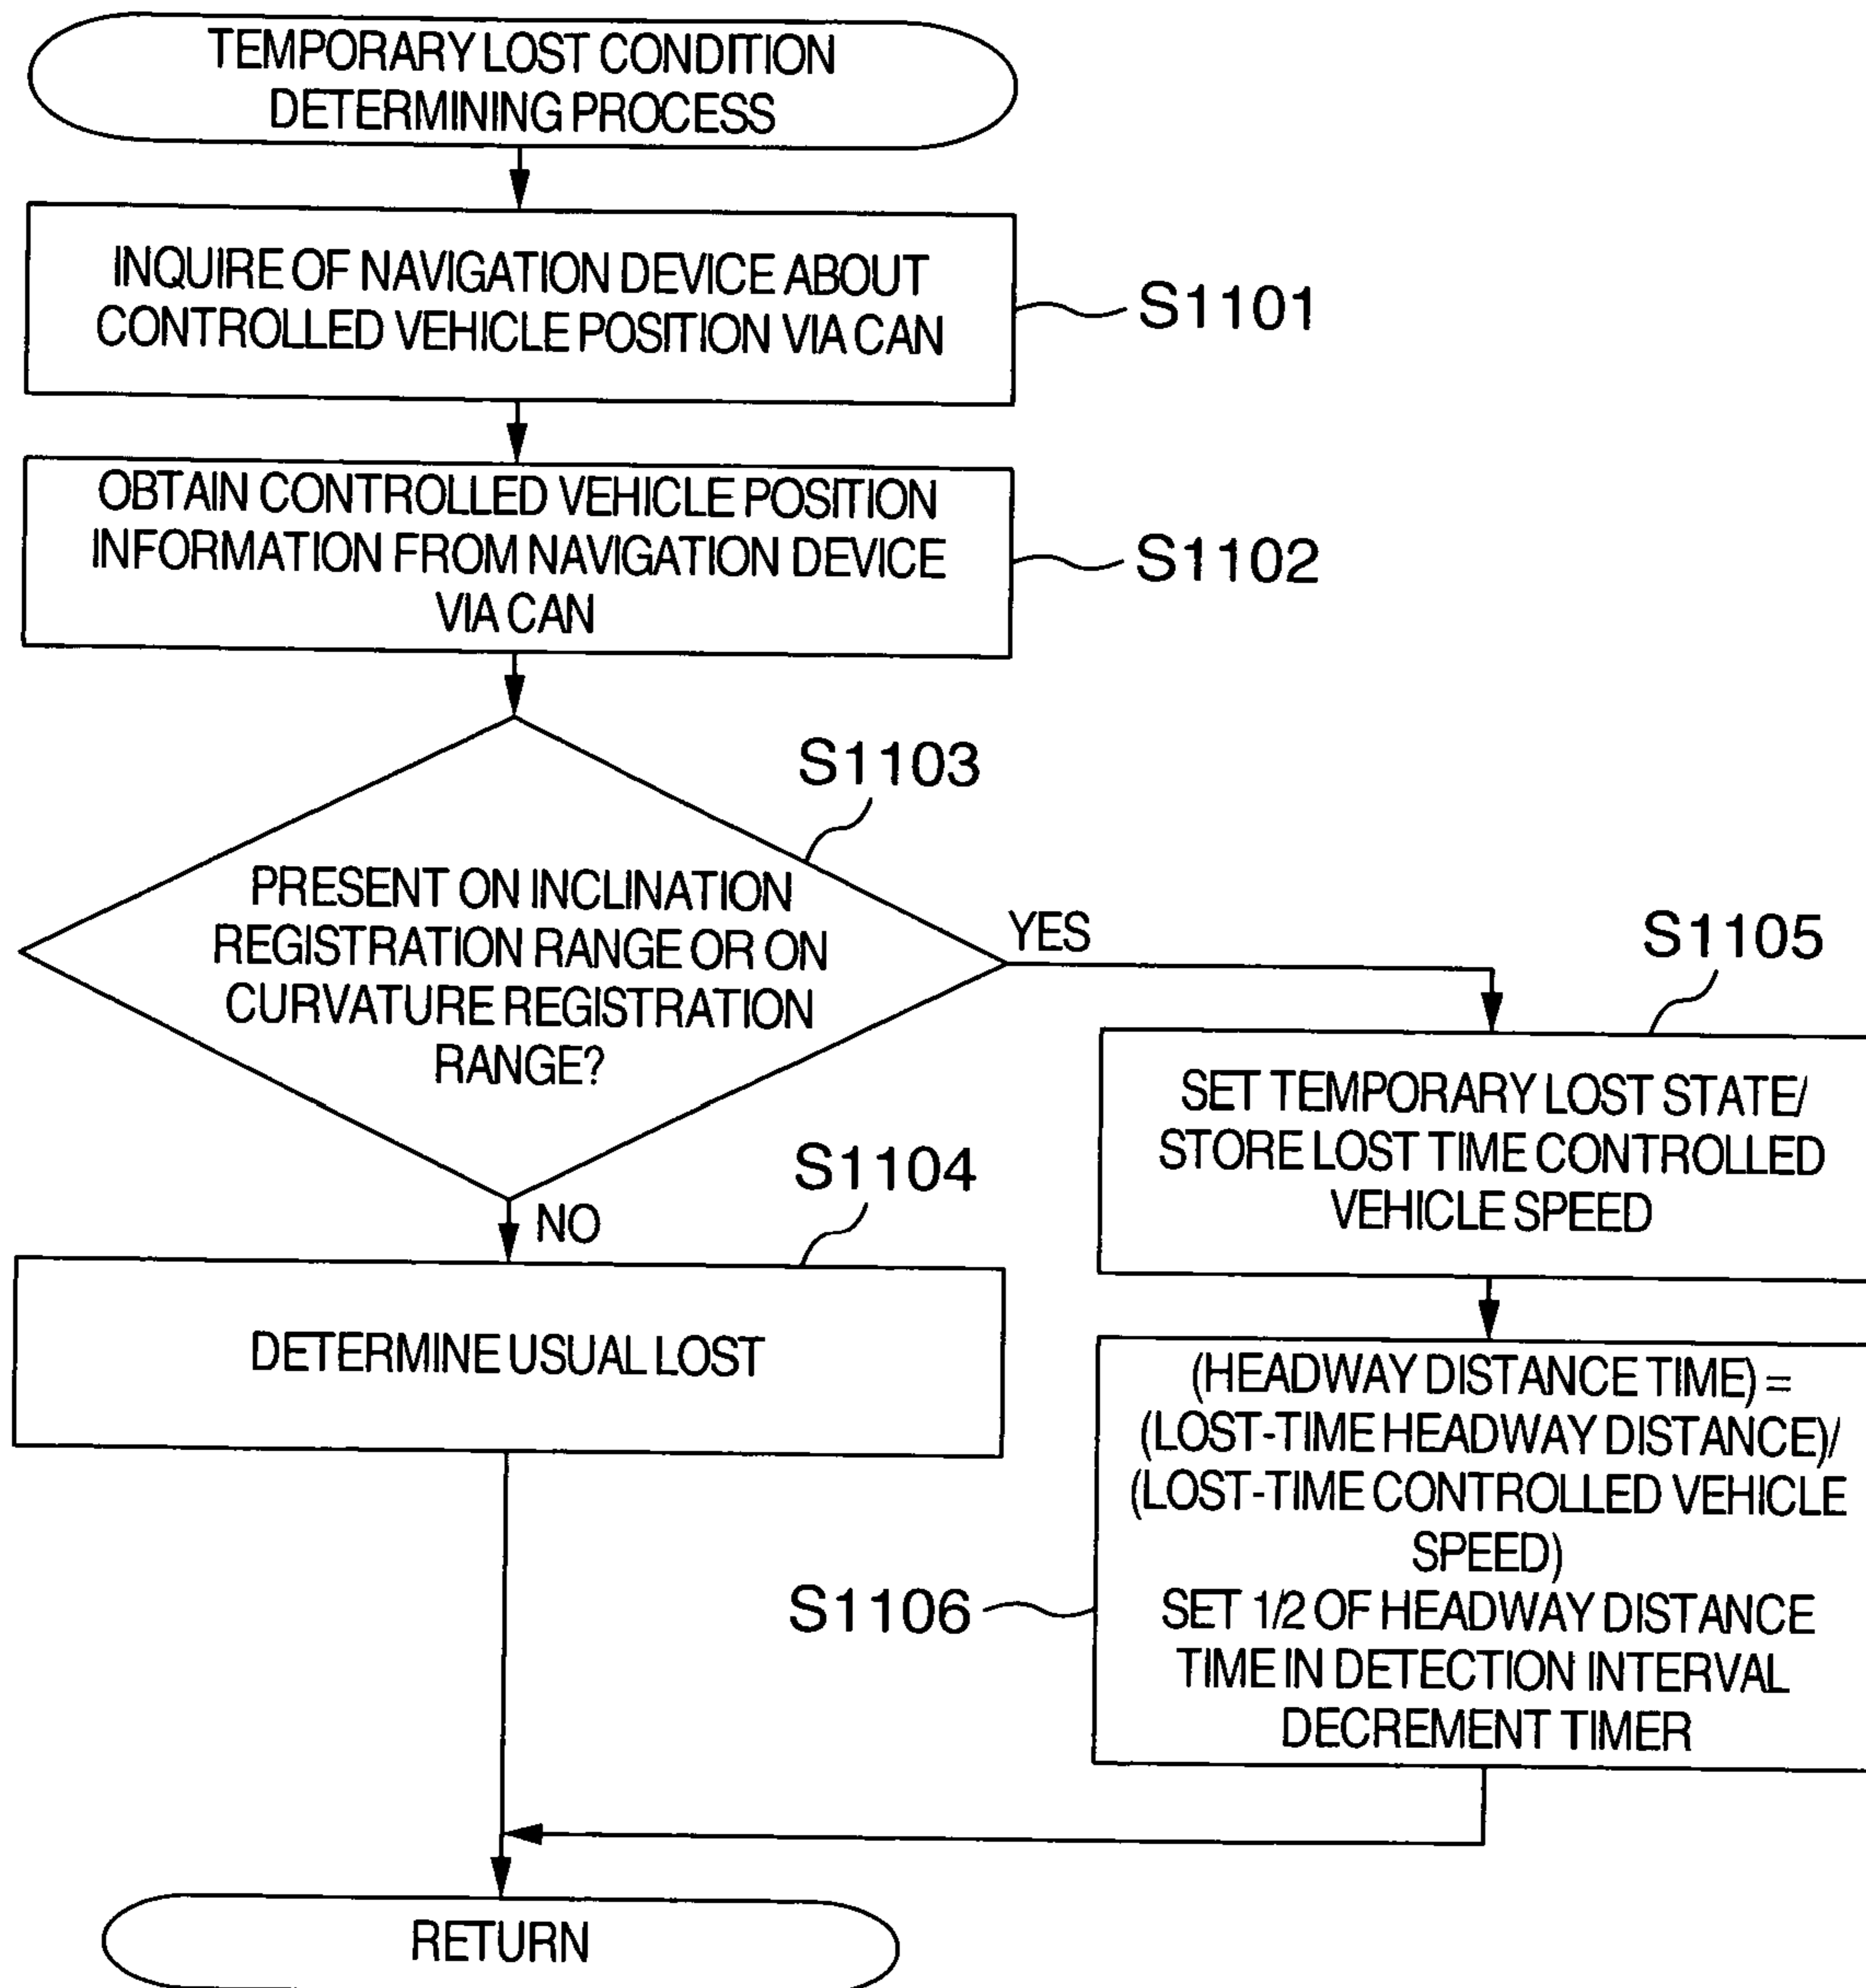 TEMPORARY LOST CONDITION
DETERMINING PROCESS
INQUIRE OF NAVIGATION DEVICE ABOUT
CONTROLLED VEHICLE POSITION VIA CAN
S1101
OBTAIN CONTROLLED VEHICLE POSITION
INFORMATION FROM NAVIGATION DEVICE
VIA CAN
S1102
S1103
PRESENT ON INCLINATION
REGISTRATION RANGE OR ON
CURVATURE REGISTRATION
RANGE?
YES
NO
S1104
DETERMINE USUAL LOST
S1105
SET TEMPORARY LOST STATE/
STORE LOST TIME CONTROLLED
VEHICLE SPEED
(HEADWAY DISTANCE TIME) =
(LOST-TIME HEADWAY DISTANCE)/
(LOST-TIME CONTROLLED VEHICLE
SPEED)
SET 1/2 OF HEADWAY DISTANCE
TIME IN DETECTION INTERVAL
DECREMENT TIMER
S1106
RETURN